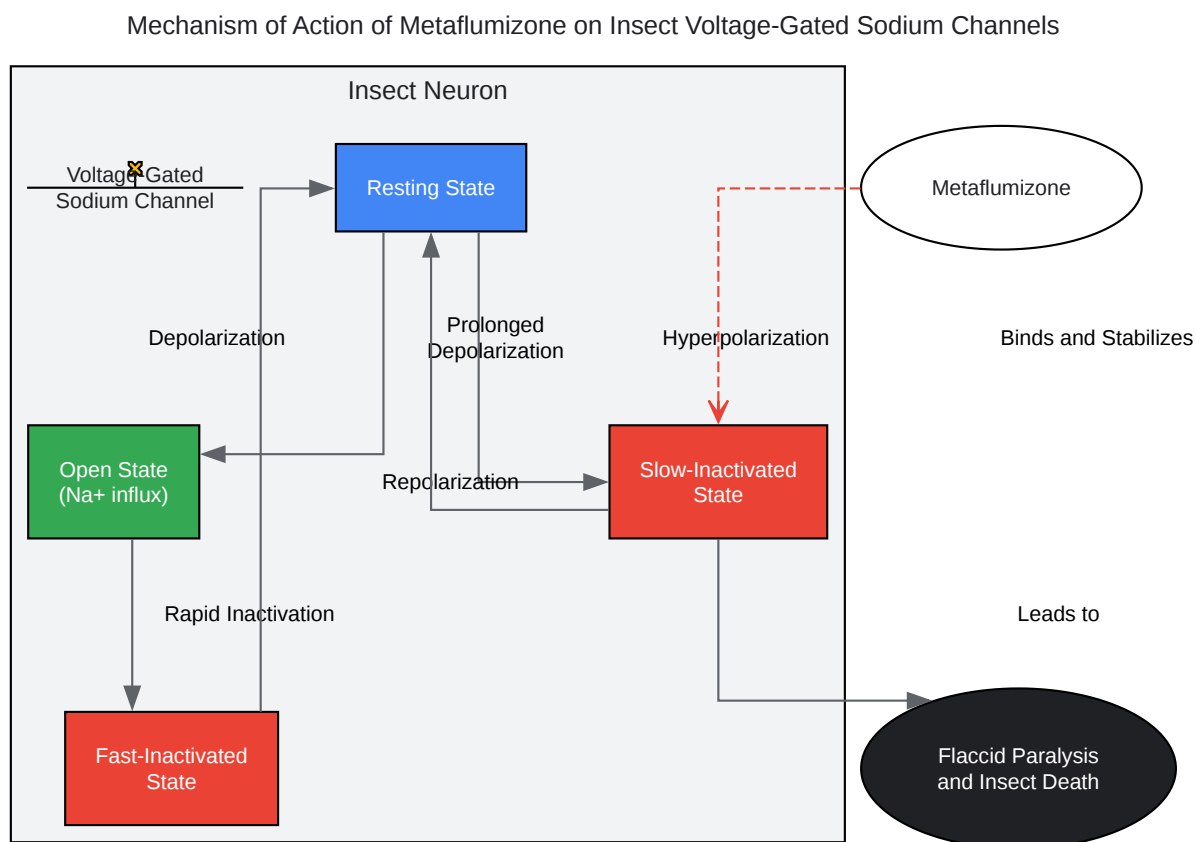 Mechanism of Action of Metaflumizone on Insect Voltage-Gated Sodium Channels
Insect Neuron
Voltage-Gated
Sodium Channel
Resting State
Metaflumizone
Depolarization
Prolonged
Depolarization
Hyperpolarization
Binds and Stabilizes
Open State
(Na+ influx)
Repolarization
Slow-Inactivated
State
Rapid Inactivation
Leads to
Fast-Inactivated
State
Flaccid Paralysis
and Insect Death